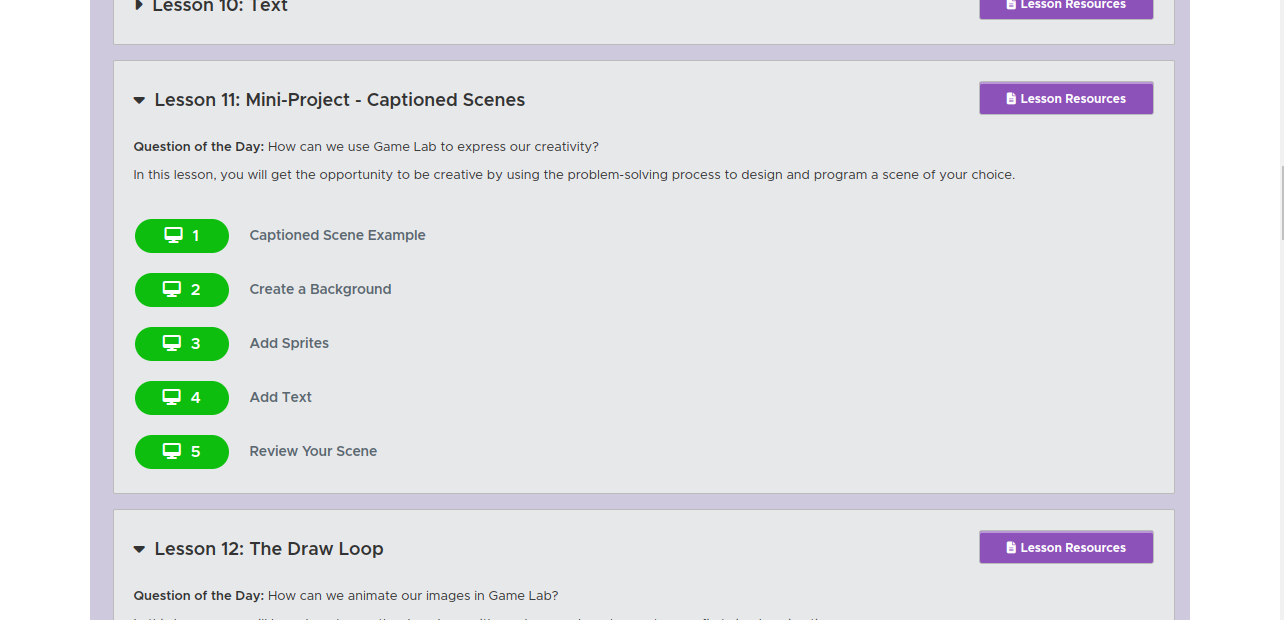 Lesson 10: Text
Lesson Resources
Lesson 11: Mini-Project - Captioned Scenes
Lesson Resources
Question of the Day: How can we use Game Lab to express our creativity?
In this lesson, you will get the opportunity to be creative by using the problem-solving process to design and program a scene of your choice.
1 Captioned Scene Example
2 Create a Background
3 Add Sprites
4 Add Text
5 Review Your Scene
Lesson 12: The Draw Loop
Lesson Resources
Question of the Day: How can we animate our images in Game Lab?